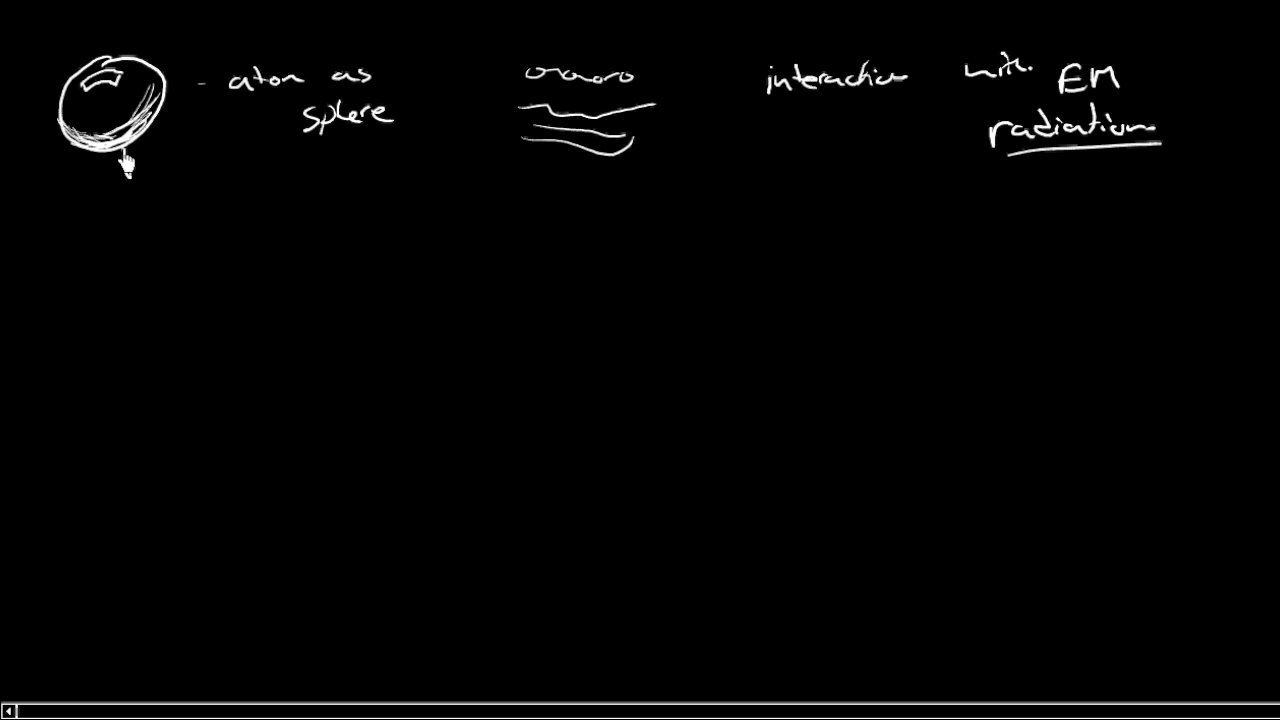 - atom as
sphere
interaction with EM
radiation